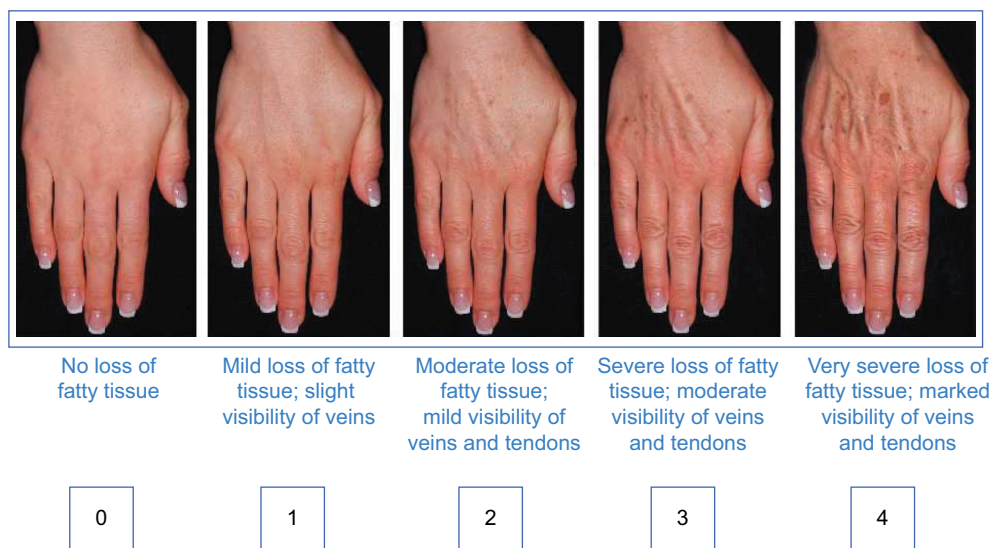 No loss of
fatty tissue
Mild loss of fatty
tissue; slight
visibility of veins
Moderate loss of
fatty tissue;
mild visibility of
veins and tendons
Severe loss of fatty
tissue; moderate
visibility of veins
and tendons
Very severe loss of
fatty tissue; marked
visibility of veins
and tendons
0
1
2
3
4